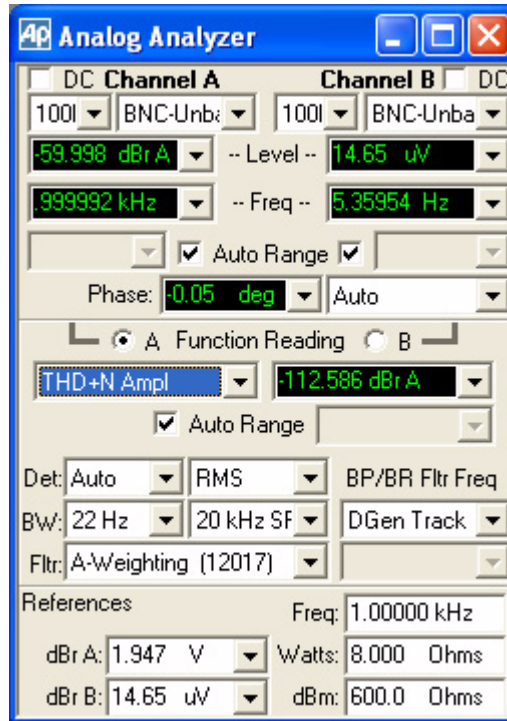 Ap Analog Analyzer
DC Channel A Channel B DC
100 BNC-Unba 100 BNC-Unba
-59.998 dBr A -- Level -- 14.65 uV
.999992 kHz -- Freq -- 5.35954 Hz
Auto Range
Phase: -0.05 deg Auto
A Function Reading B
THD+N Ampl -112.586 dBr A
Auto Range
Det: Auto RMS BP/BR Fltr Freq
BW: 22 Hz 20 kHz SF DGen Track
Fltr: A-Weighting (12017)
References Freq: 1.00000 kHz
dBr A: 1.947 V Watts: 8.000 Ohms
dBr B: 14.65 uV dBm: 600.0 Ohms